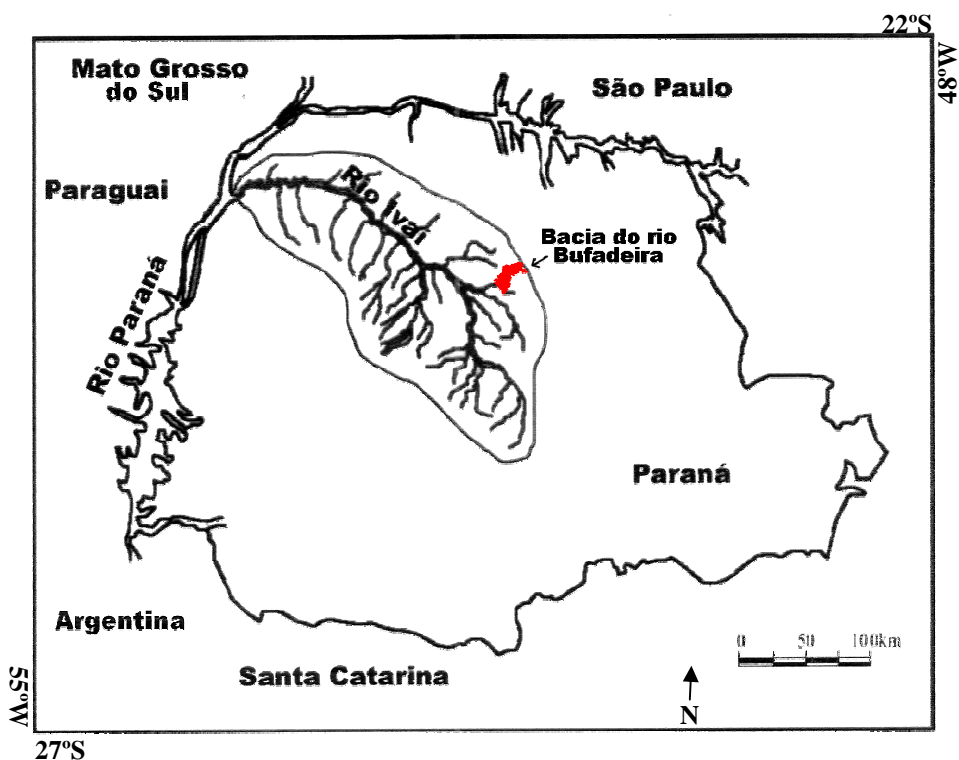 22ºS
48ºW
Mato Grosso
do Sul
São Paulo
Paraguai
Rio Ivaí
Bacia do rio
Bufadeira
Rio Paraná
Paraná
Argentina
Santa Catarina
0 50 100km
N
55ºW
27ºS